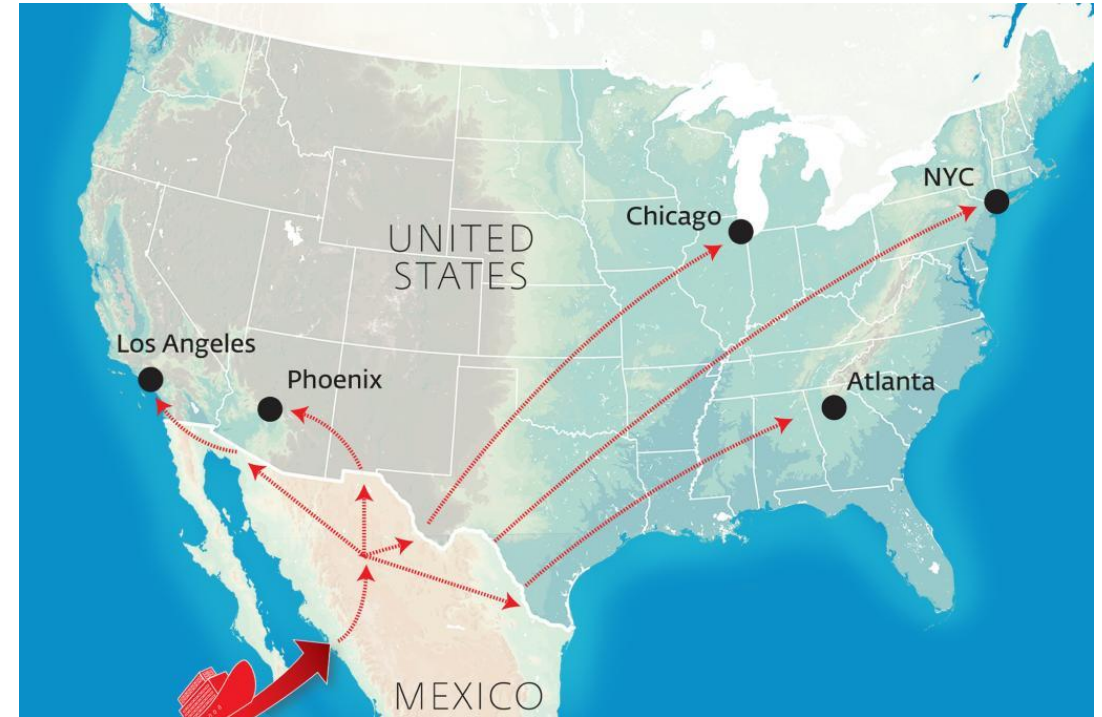 NYC
Chicago
UNITED
STATES
Los Angeles
Phoenix
Atlanta
MEXICO